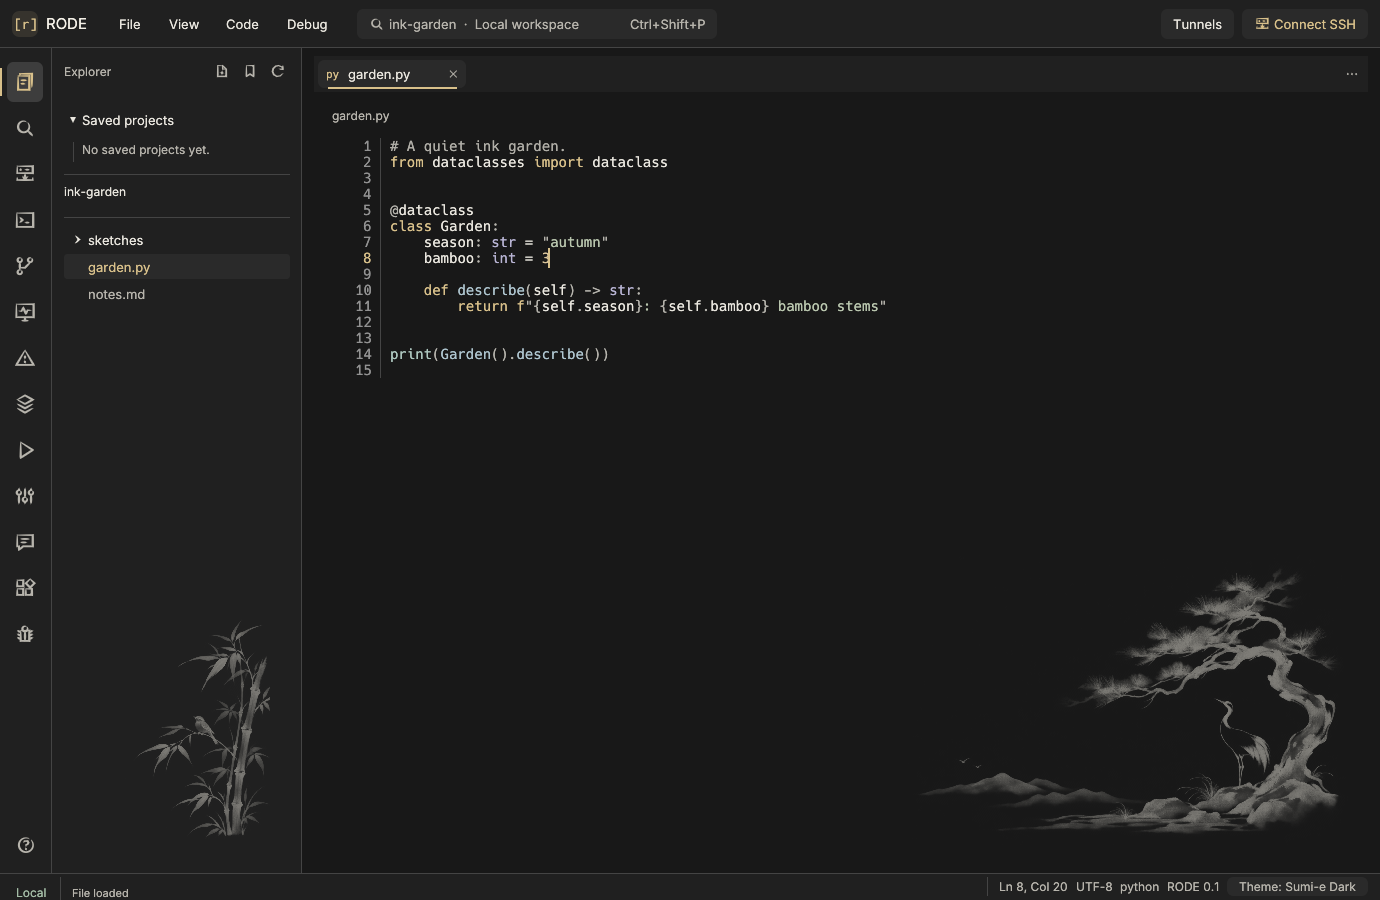 [r] RODE File View Code Debug ink-garden · Local workspace Ctrl+Shift+P Tunnels Connect SSH
Explorer
Saved projects
No saved projects yet.
ink-garden
sketches
garden.py
notes.md
py garden.py ×
...
garden.py
1 # A quiet ink garden.
2 from dataclasses import dataclass
3
4
5 @dataclass
6 class Garden:
7     season: str = "autumn"
8     bamboo: int = 3
9
10     def describe(self) -> str:
11         return f"{self.season}: {self.bamboo} bamboo stems"
12
13
14 print(Garden().describe())
15
Local File loaded Ln 8, Col 20 UTF-8 python RODE 0.1 Theme: Sumi-e Dark